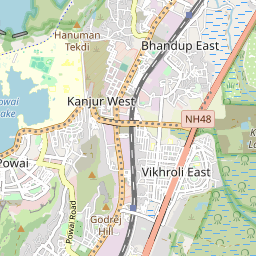 Hanuman
Tekdi
Bhandup East
Kanjur West
NH48
Powai
Vikhroli East
Powai Road
Godrej
Hill